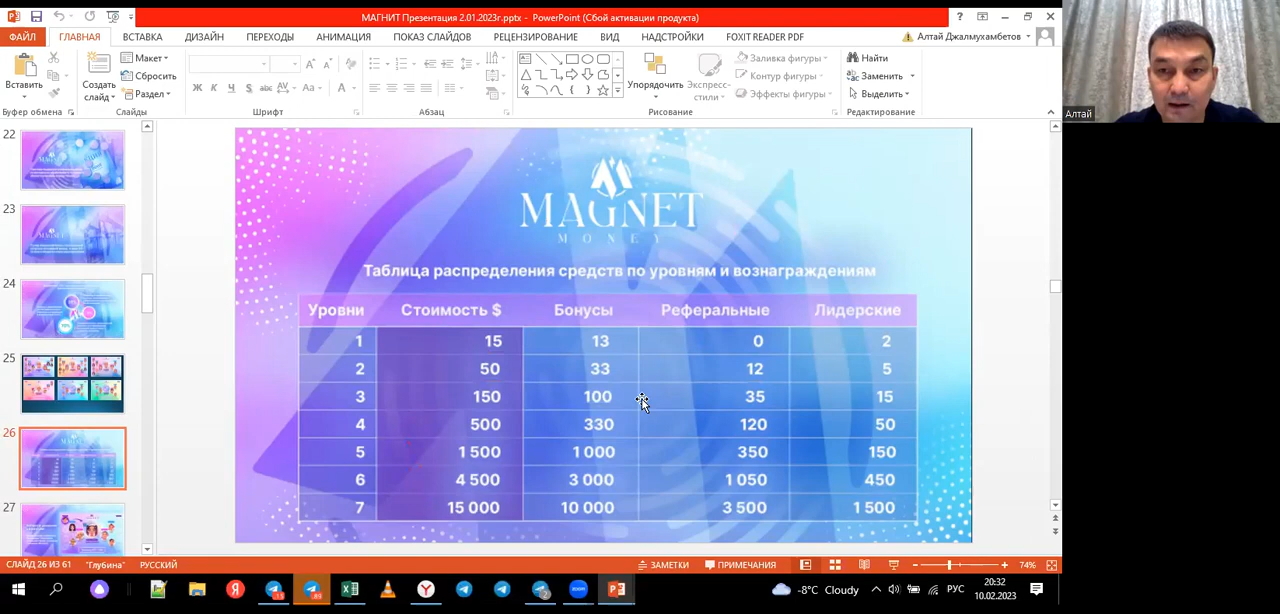 МАГНИТ Презентация 2.01.2023г.pptx - PowerPoint (Сбой активации продукта)
ФАЙЛ ГЛАВНАЯ ВСТАВКА ДИЗАЙН ПЕРЕХОДЫ АНИМАЦИЯ ПОКАЗ СЛАЙДОВ РЕЦЕНЗИРОВАНИЕ ВИД НАДСТРОЙКИ FOXIT READER PDF Алтай Джалмухамбетов
Вставить
Создать слайд
Макет
Сбросить
Раздел
Упорядочить
Экспресс-стили
Заливка фигуры
Контур фигуры
Эффекты фигуры
Найти
Заменить
Выделить
Буфер обмена Слайды Шрифт Абзац Рисование Редактирование
Алтай
22
23
24
25
26
27
MAGNET
MONEY
Таблица распределения средств по уровням и вознаграждениям
Уровни Стоимость $ Бонусы Реферальные Лидерские
1 15 13 0 2
2 50 33 12 5
3 150 100 35 15
4 500 330 120 50
5 1 500 1 000 350 150
6 4 500 3 000 1 050 450
7 15 000 10 000 3 500 1 500
СЛАЙД 26 ИЗ 61 "Глубина" РУССКИЙ ЗАМЕТКИ ПРИМЕЧАНИЯ 74%
-8°C Cloudy РУС 20:32
10.02.2023